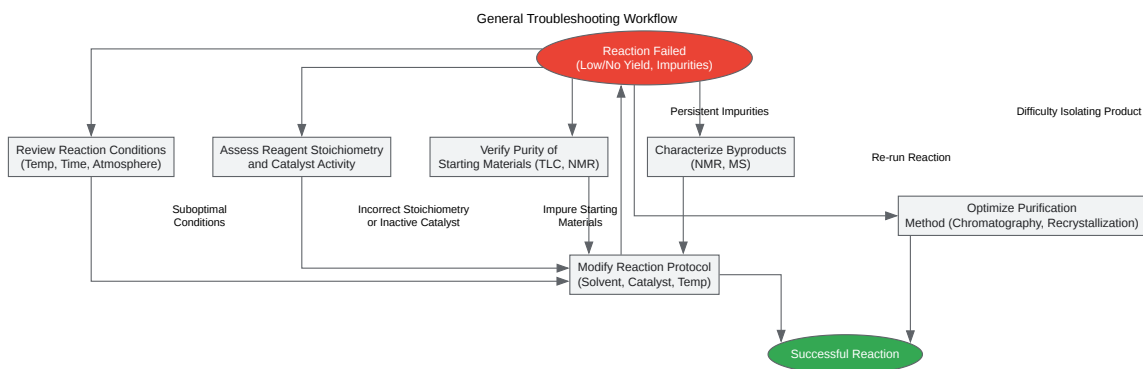 General Troubleshooting Workflow
Reaction Failed
(Low/No Yield, Impurities)
Persistent Impurities
Difficulty Isolating Product
Review Reaction Conditions
(Temp, Time, Atmosphere)
Assess Reagent Stoichiometry
and Catalyst Activity
Verify Purity of
Starting Materials (TLC, NMR)
Characterize Byproducts
(NMR, MS)
Re-run Reaction
Suboptimal
Conditions
Incorrect Stoichiometry
or Inactive Catalyst
Impure Starting
Materials
Optimize Purification
Method (Chromatography, Recrystallization)
Modify Reaction Protocol
(Solvent, Catalyst, Temp)
Successful Reaction